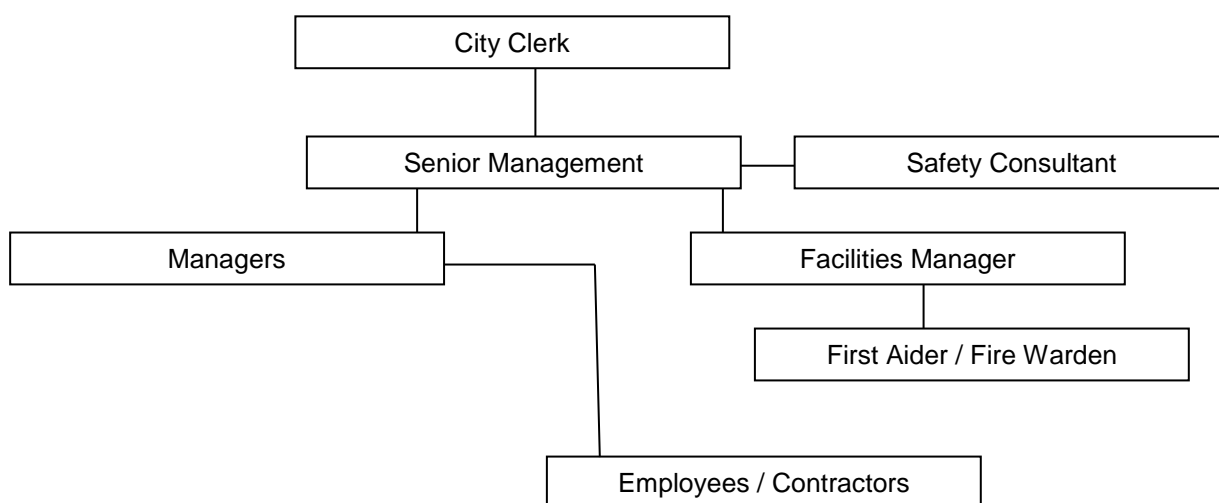 City Clerk
Senior Management
Safety Consultant
Managers
Facilities Manager
First Aider / Fire Warden
Employees / Contractors